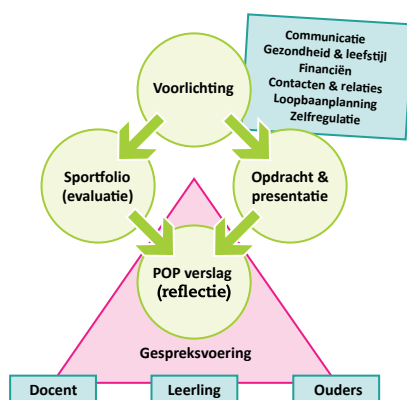 Communicatie
Gezondheid & leefstijl
Financiën
Contacten & relaties
Loopbaanplanning
Zelfregulatie
Voorlichting
Sportfolio
(evaluatie)
Opdracht &
presentatie
POP verslag
(reflectie)
Gespreksvoering
Docent
Leerling
Ouders